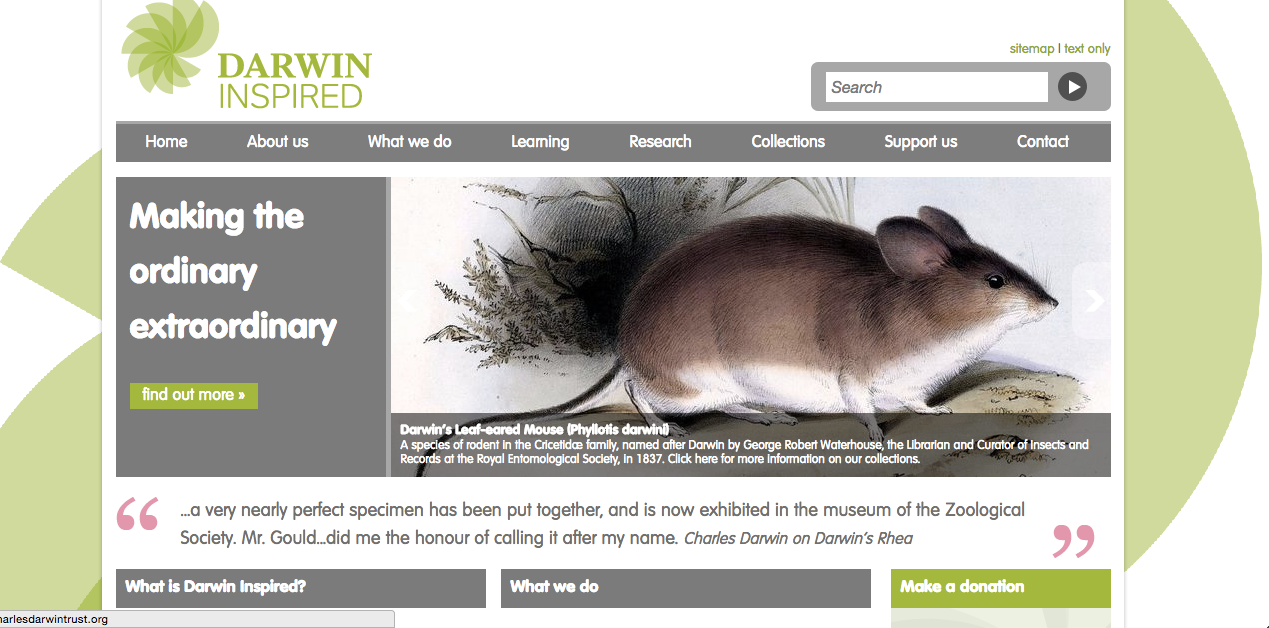 DARWIN
INSPIRED
sitemap | text only
Search
Home About us What we do Learning Research Collections Support us Contact
Making the
ordinary
extraordinary
find out more »
Darwin's Leaf-eared Mouse (Phyllotis darwini)
A species of rodent in the Cricetidæ family, named after Darwin by George Robert Waterhouse, the Librarian and Curator of Insects and
Records at the Royal Entomological Society, in 1837. Click here for more information on our collections.
“ ...a very nearly perfect specimen has been put together, and is now exhibited in the museum of the Zoological
Society. Mr. Gould...did me the honour of calling it after my name. Charles Darwin on Darwin's Rhea ”
What is Darwin Inspired? What we do Make a donation
harlesdarwintrust.org